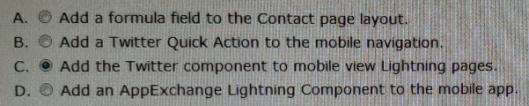 A. Add a formula field to the Contact page layout.
B. Add a Twitter Quick Action to the mobile navigation.
C. Add the Twitter component to mobile view Lightning pages.
D. Add an AppExchange Lightning Component to the mobile app.